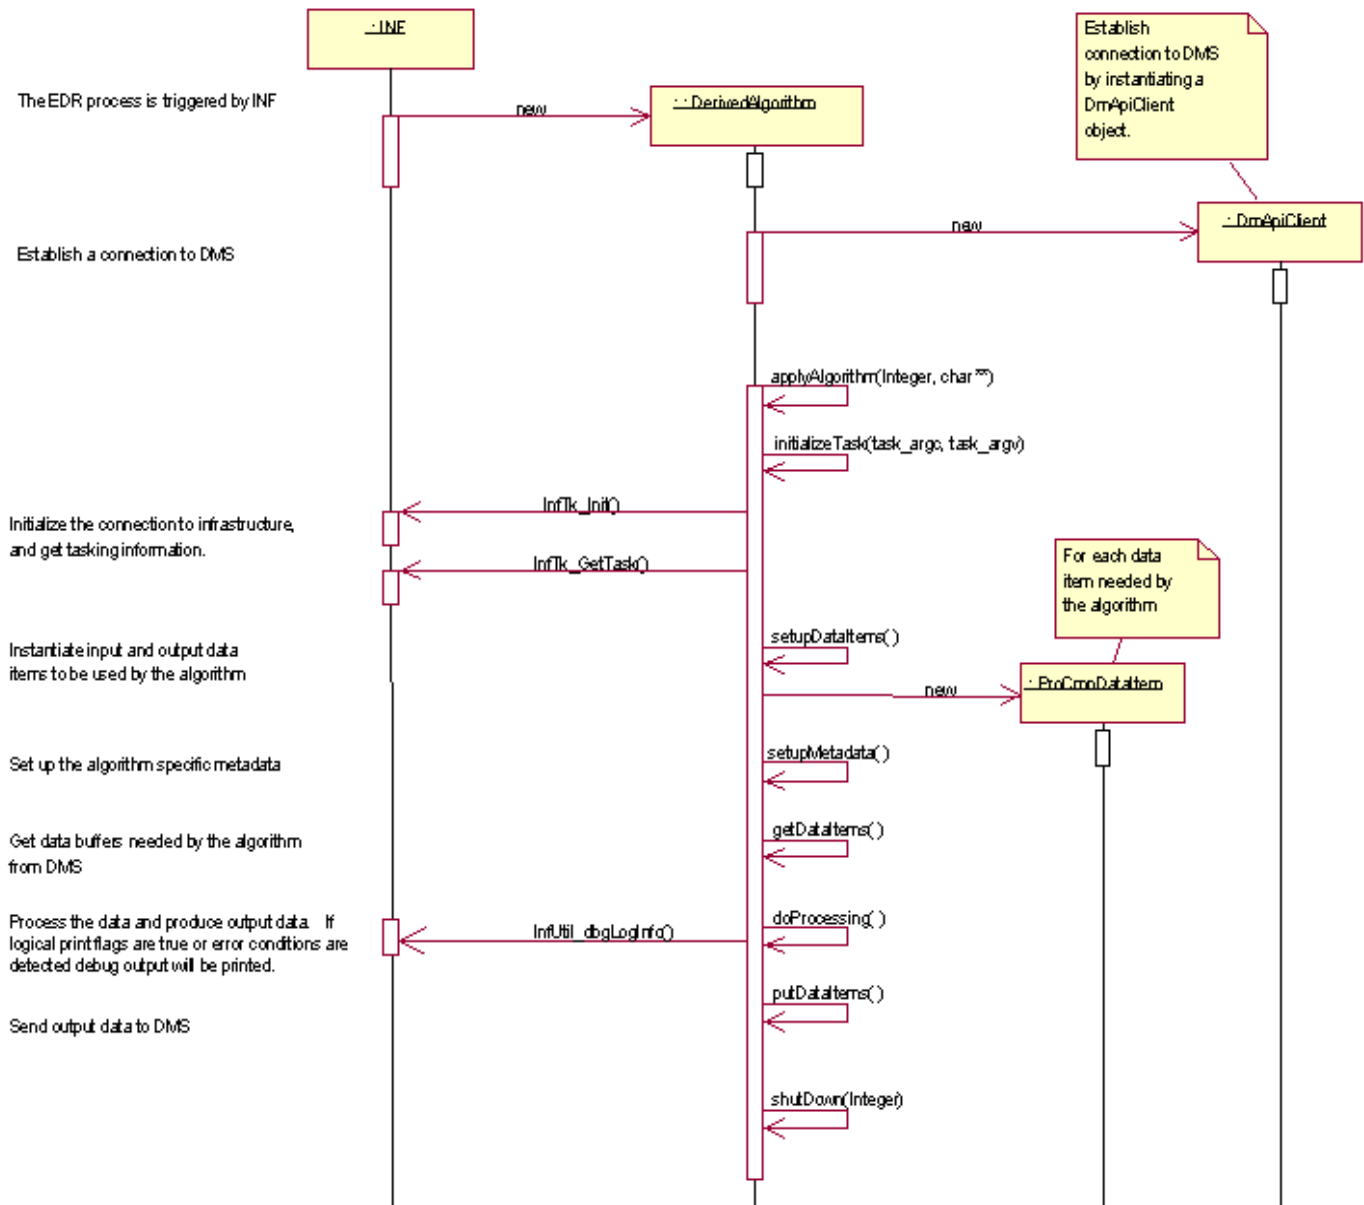 : INF
Establish
connection to DMS
by instantiating a
DmApiClient
object.
The EDR process is triggered by INF
new
: DerivedAlgorithm
: DmApiClient
new
Establish a connection to DMS
applyAlgorithm(Integer, char **)
initializeTask(task_argc, task_argv)
InfTk_Init()
Initialize the connection to infrastructure,
and get tasking information.
InfTk_GetTask()
For each data
item needed by
the algorithm
setupDataItems( )
Instantiate input and output data
items to be used by the algorithm
new
: ProCmnDataItem
setupMetadata( )
Set up the algorithm specific metadata
getDataItems( )
Get data buffers needed by the algorithm
from DMS
doProcessing( )
Process the data and produce output data. If
logical print flags are true or error conditions are
detected debug output will be printed.
InfUtil_dbgLogInfo()
putDataItems( )
Send output data to DMS
shutDown(Integer)